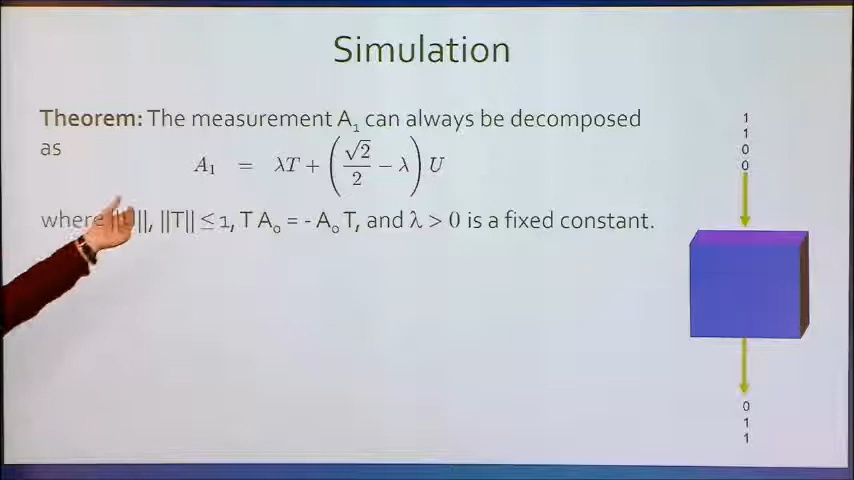 Simulation
Theorem: The measurement A₁ can always be decomposed
as
A₁ = λT + (√2/2 − λ) U
where ||U||, ||T|| ≤ 1, T A₀ = - A₀ T, and λ > 0 is a fixed constant.
1
1
0
0
0
1
1